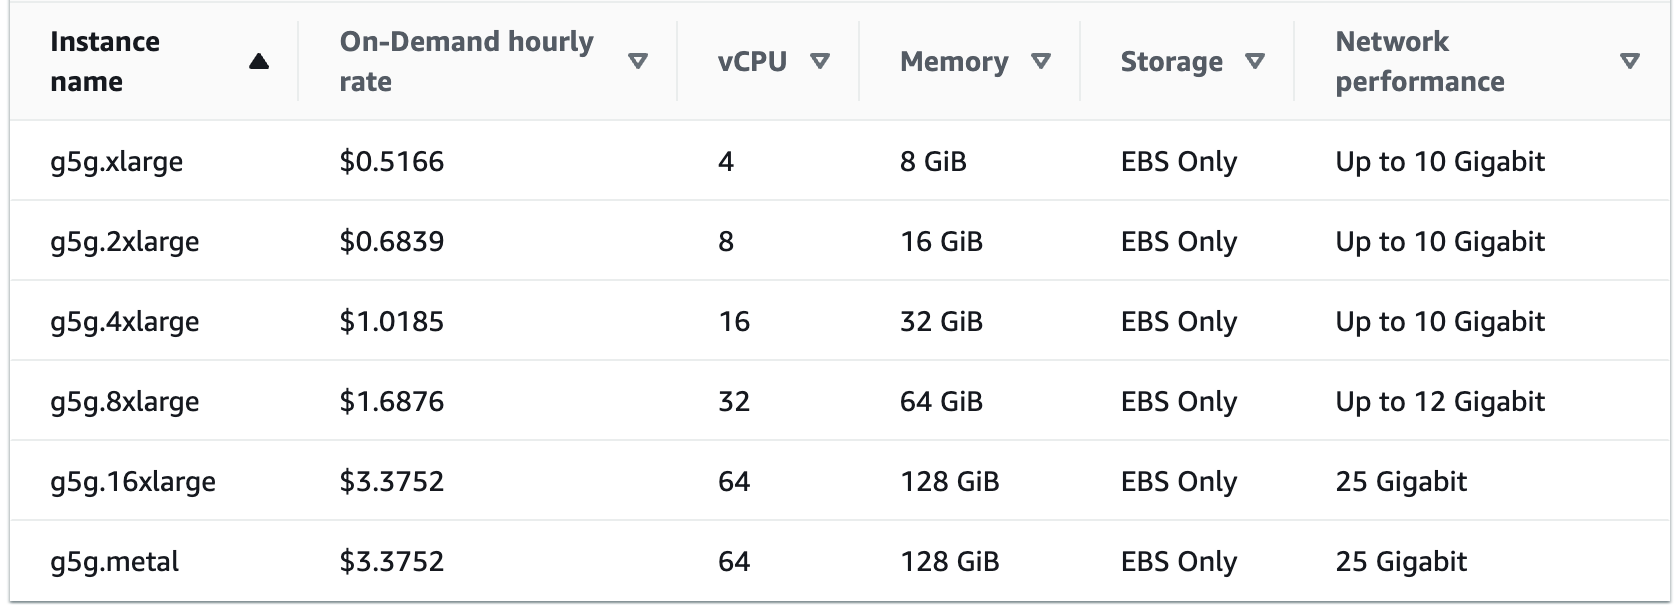 Instance name On-Demand hourly rate vCPU Memory Storage Network performance
g5g.xlarge $0.5166 4 8 GiB EBS Only Up to 10 Gigabit
g5g.2xlarge $0.6839 8 16 GiB EBS Only Up to 10 Gigabit
g5g.4xlarge $1.0185 16 32 GiB EBS Only Up to 10 Gigabit
g5g.8xlarge $1.6876 32 64 GiB EBS Only Up to 12 Gigabit
g5g.16xlarge $3.3752 64 128 GiB EBS Only 25 Gigabit
g5g.metal $3.3752 64 128 GiB EBS Only 25 Gigabit